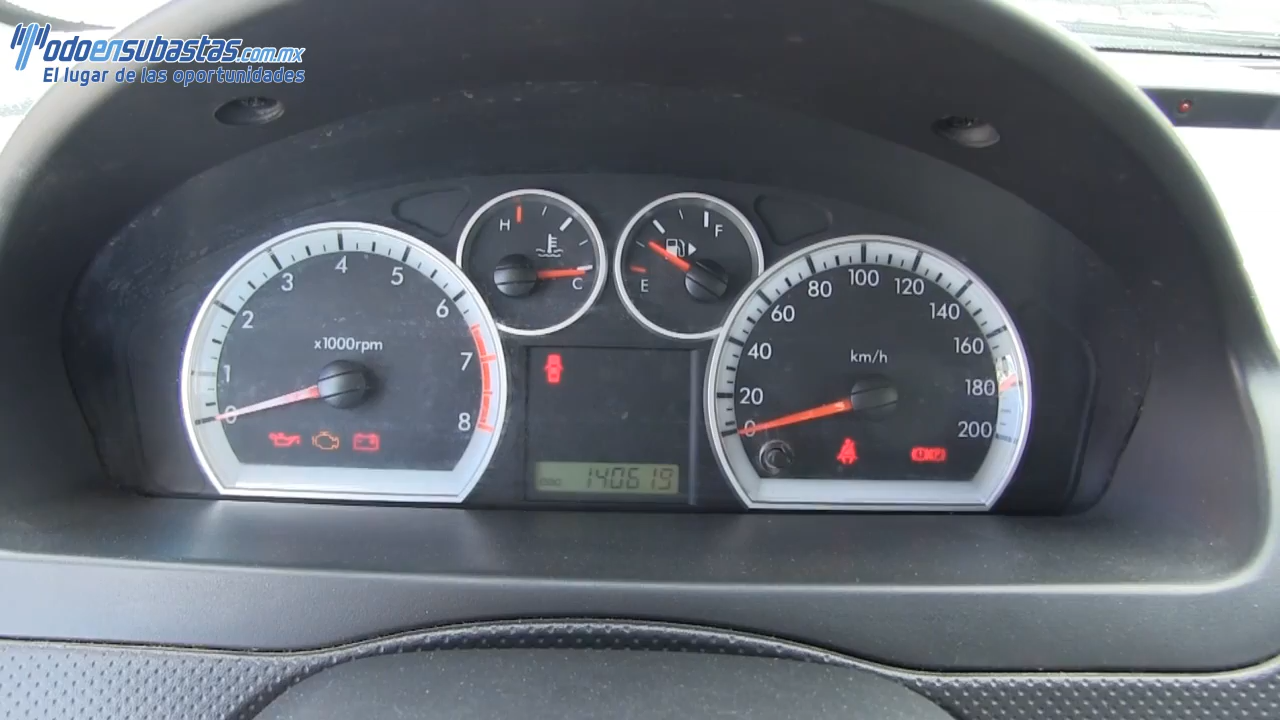 Todoensubastas.com.mx
El lugar de las oportunidades
0 1 2 3 4 5 6 7 8
x1000rpm
H C
F E
0 20 40 60 80 100 120 140 160 180 200
km/h
140619